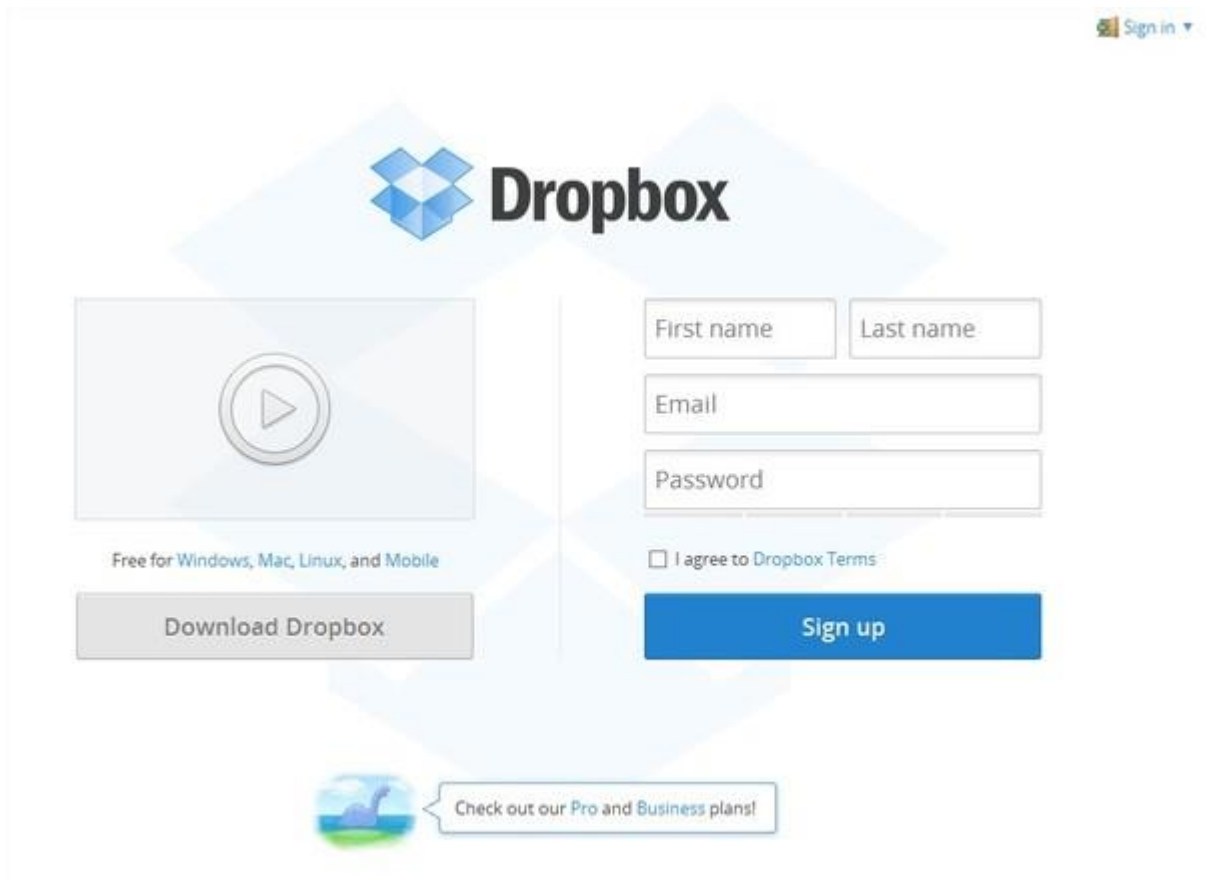 Sign in
Dropbox
First name
Last name
Email
Password
Free for Windows, Mac, Linux, and Mobile
I agree to Dropbox Terms
Download Dropbox
Sign up
Check out our Pro and Business plans!